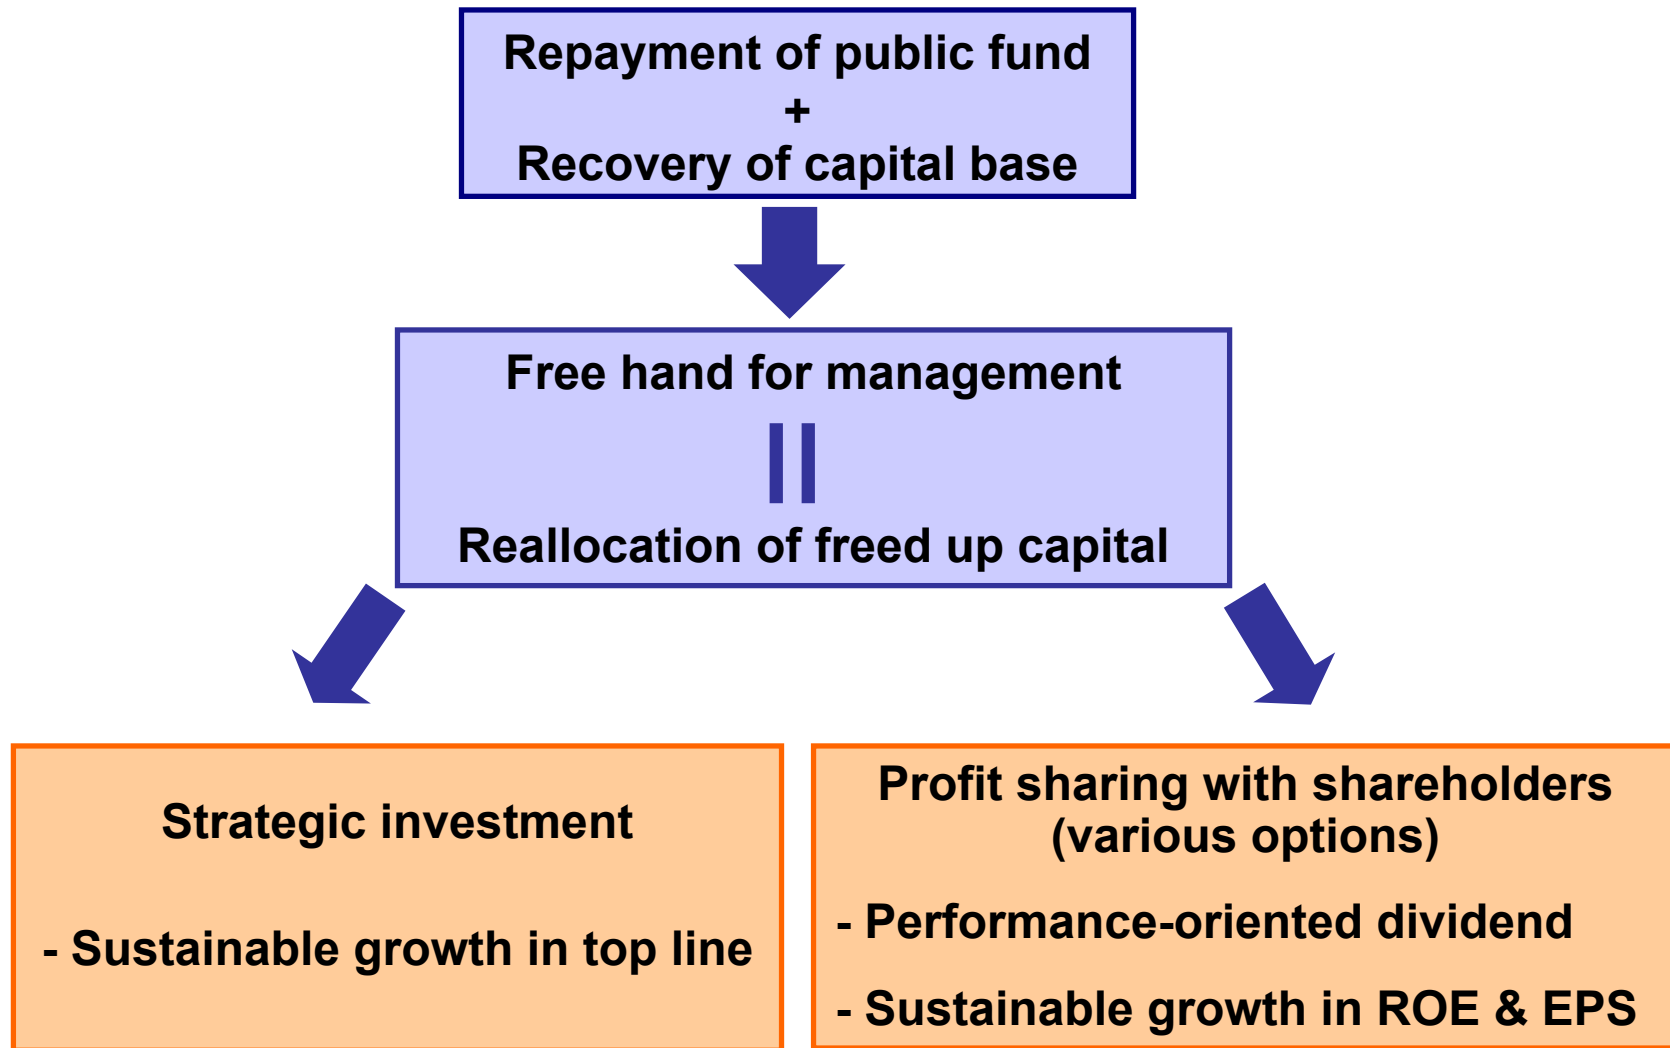 Repayment of public fund
+
Recovery of capital base
Free hand for management
Reallocation of freed up capital
Strategic investment
- Sustainable growth in top line
Profit sharing with shareholders
(various options)
- Performance-oriented dividend
- Sustainable growth in ROE & EPS